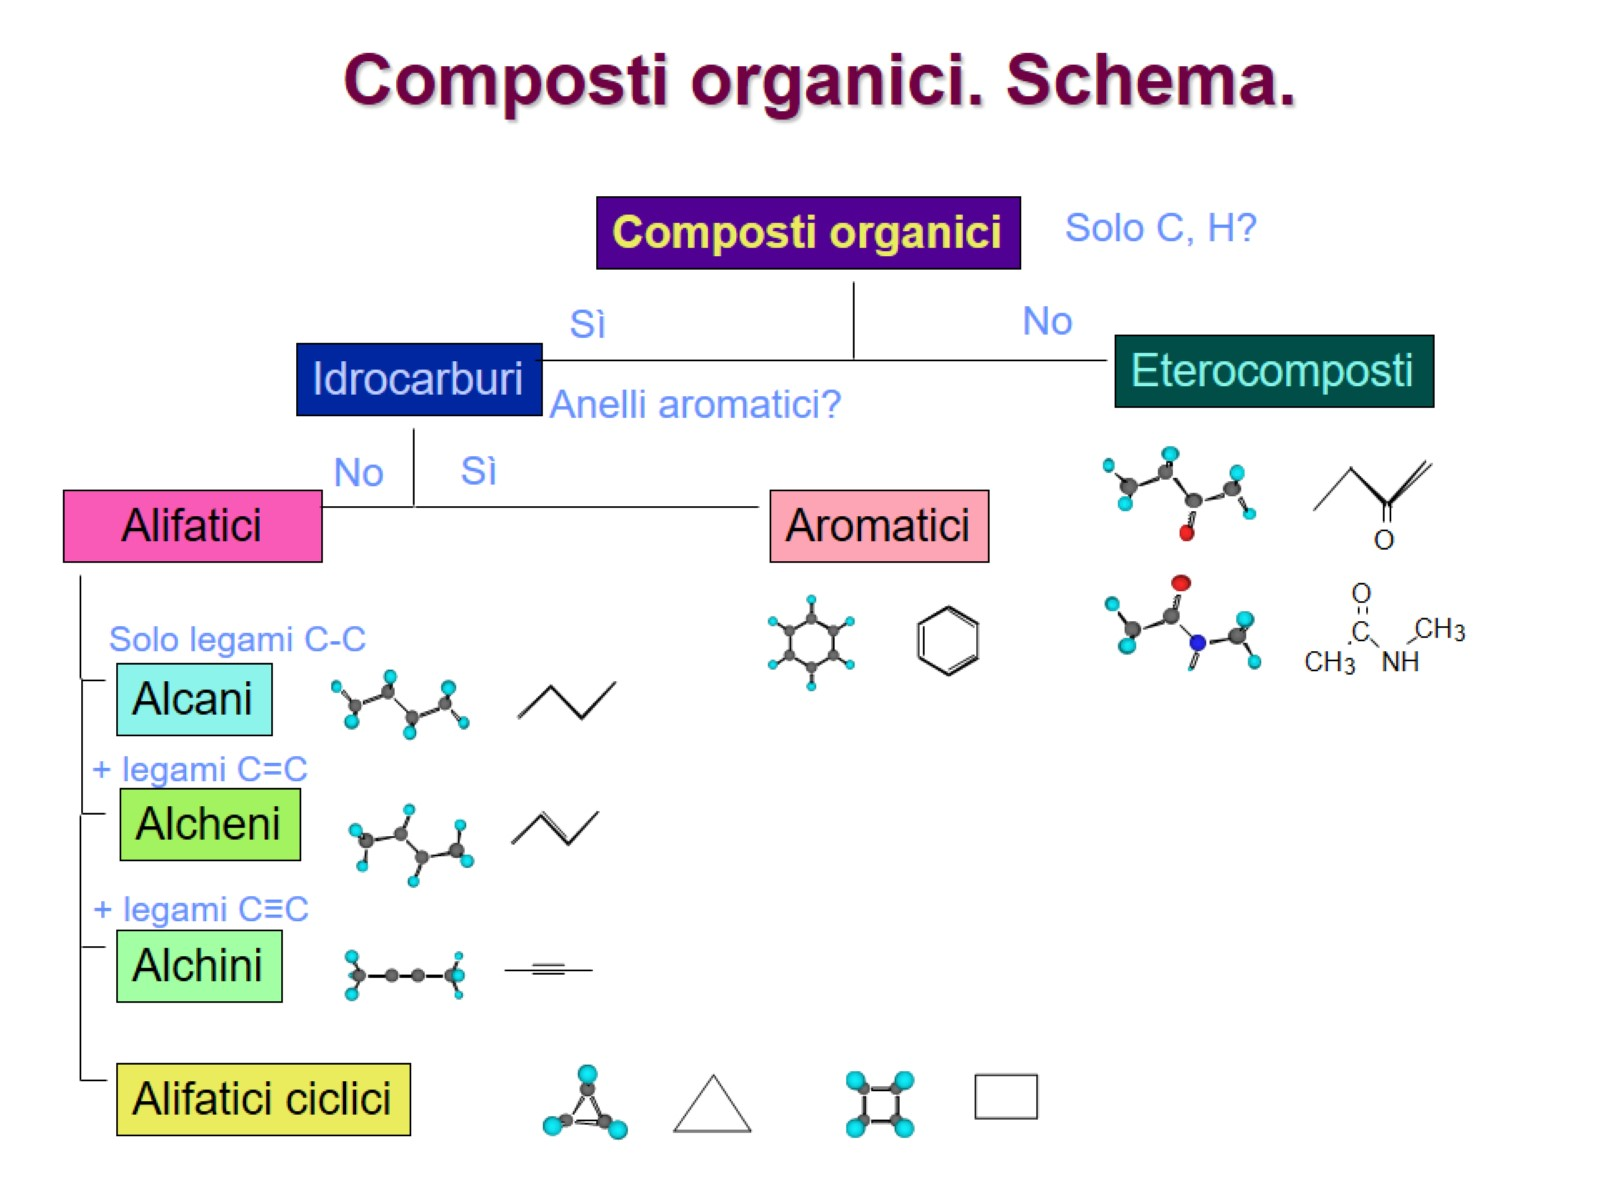 Composti organici. Schema.
Composti organici
Solo C, H?
Sì
No
Idrocarburi
Eterocomposti
Anelli aromatici?
No
Sì
Alifatici
Aromatici
O
O
C
CH3
CH3
NH
Solo legami C-C
Alcani
+ legami C=C
Alcheni
+ legami C≡C
Alchini
Alifatici ciclici